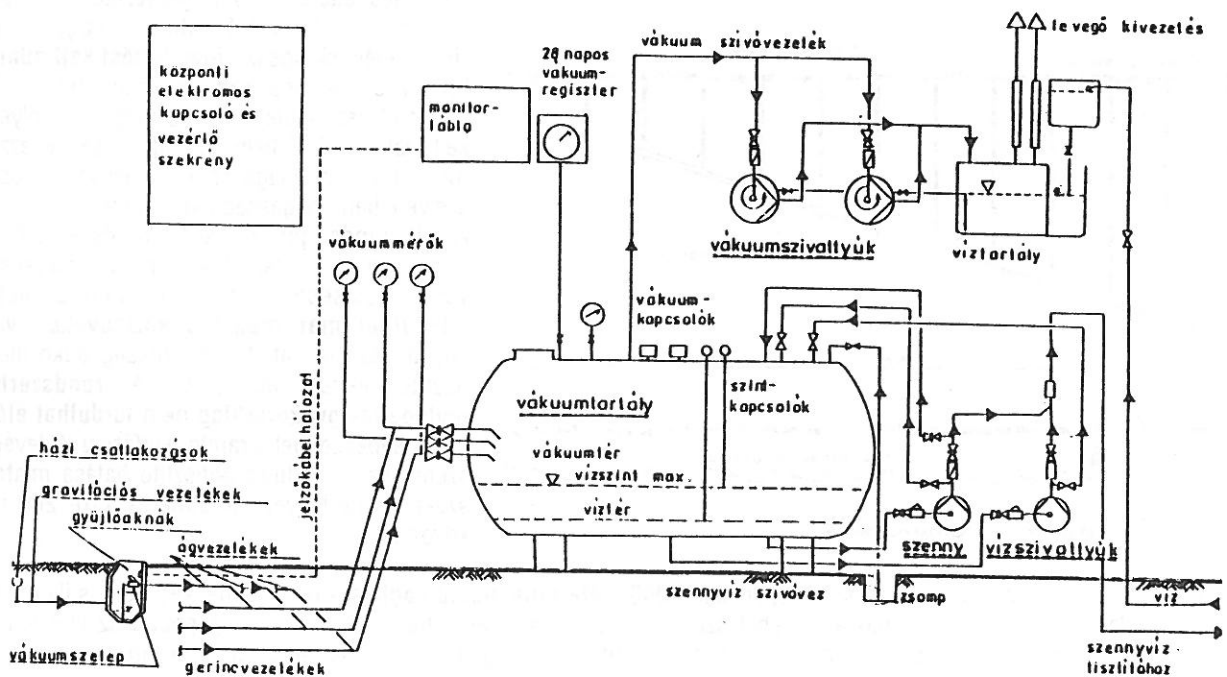 központi
elektromos
kapcsoló és
vezérlő
szekrény
monitor-
tábla
28 napos
vákuum-
regiszter
vákuum szívóvezeték
levegő kivezetés
vákuumszivattyúk
víztartály
vákuummérők
jelzőkábelhálózat
vákuum-
kapcsolók
vákuumtartály
szint-
kapcsolók
vákuumtér
vízszint max.
víztér
házi csatlakozások
gravitációs vezetékek
gyűjtőaknák
ágvezetékek
szenny vízszivattyúk
szennyvíz szívóvez
zsomp
víz
vákuumszelep
gerincvezetékek
szennyvíz
tisztítóhoz